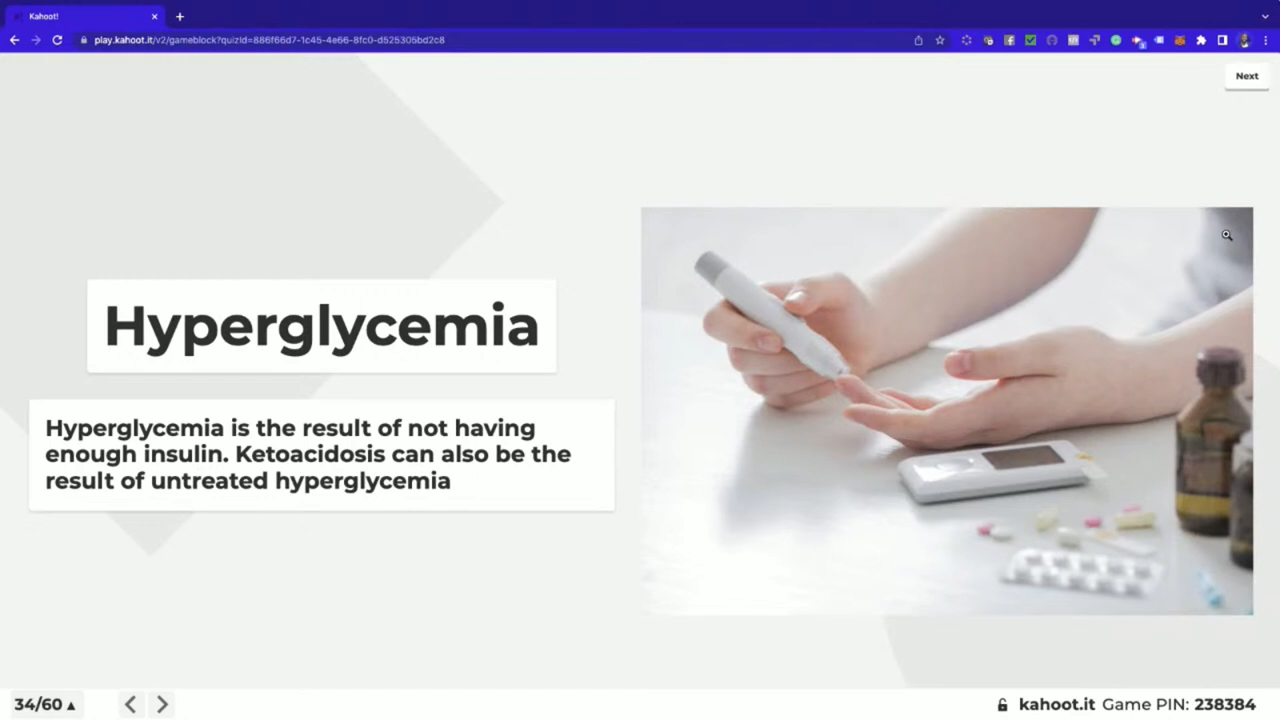 Kahoot!
play.kahoot.it/v2/gameblock?quizId=886f66d7-1c45-4e66-8fc0-d525305bd2c8
Next
Hyperglycemia
Hyperglycemia is the result of not having
enough insulin. Ketoacidosis can also be the
result of untreated hyperglycemia
34/60▲
kahoot.it Game PIN: 238384